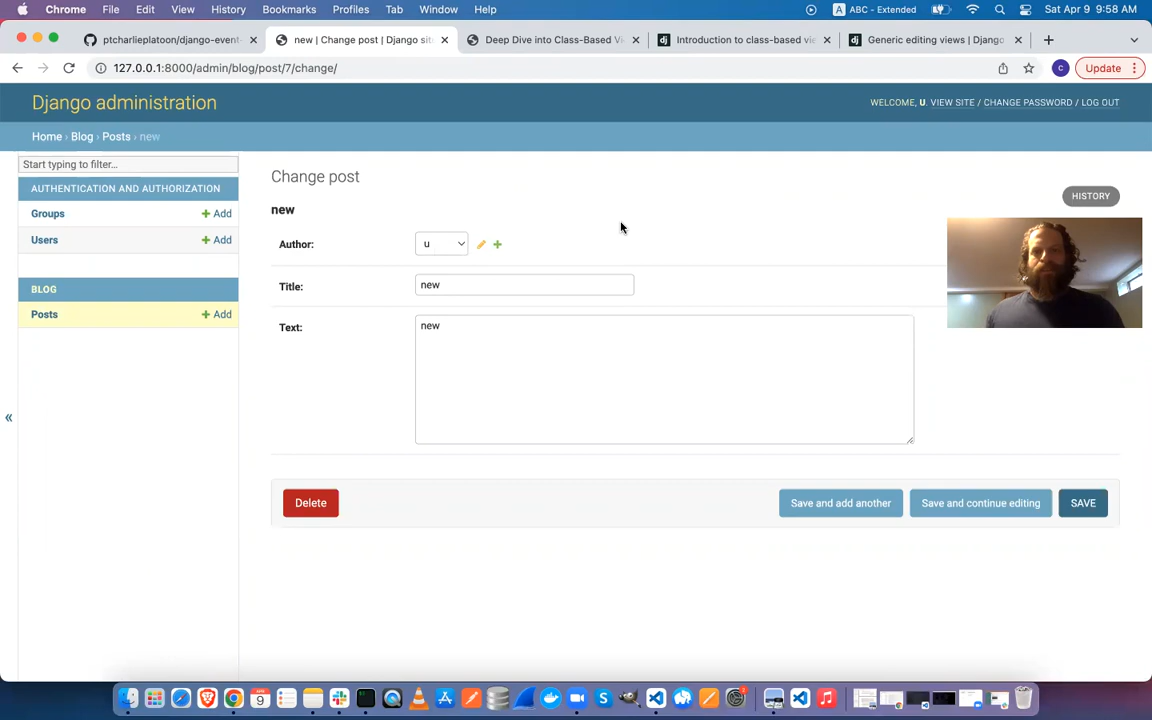 Chrome File Edit View History Bookmarks Profiles Tab Window Help
A ABC - Extended Sat Apr 9 9:58 AM
ptcharlieplatoon/django-event-
new | Change post | Django sit
Deep Dive into Class-Based Vi
dj Introduction to class-based vie
dj Generic editing views | Django
127.0.0.1:8000/admin/blog/post/7/change/
c
Update
Django administration
WELCOME, U. VIEW SITE / CHANGE PASSWORD / LOG OUT
Home › Blog › Posts › new
Start typing to filter...
AUTHENTICATION AND AUTHORIZATION
Groups + Add
Users + Add
BLOG
Posts + Add
«
Change post
HISTORY
new
Author: u
Title: new
Text: new
Delete
Save and add another
Save and continue editing
SAVE